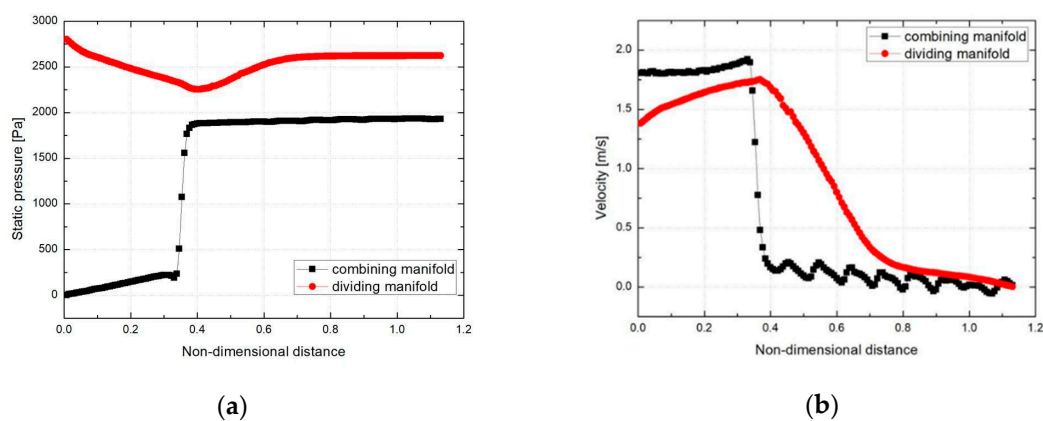 3000
2500
2000
1500
1000
500
0
Static pressure [Pa]
combining manifold
dividing manifold
0.0 0.2 0.4 0.6 0.8 1.0 1.2
Non-dimensional distance
(a)
2.0
1.5
1.0
0.5
0.0
Velocity [m/s]
combining manifold
dividing manifold
0.0 0.2 0.4 0.6 0.8 1.0 1.2
Non-dimensional distance
(b)